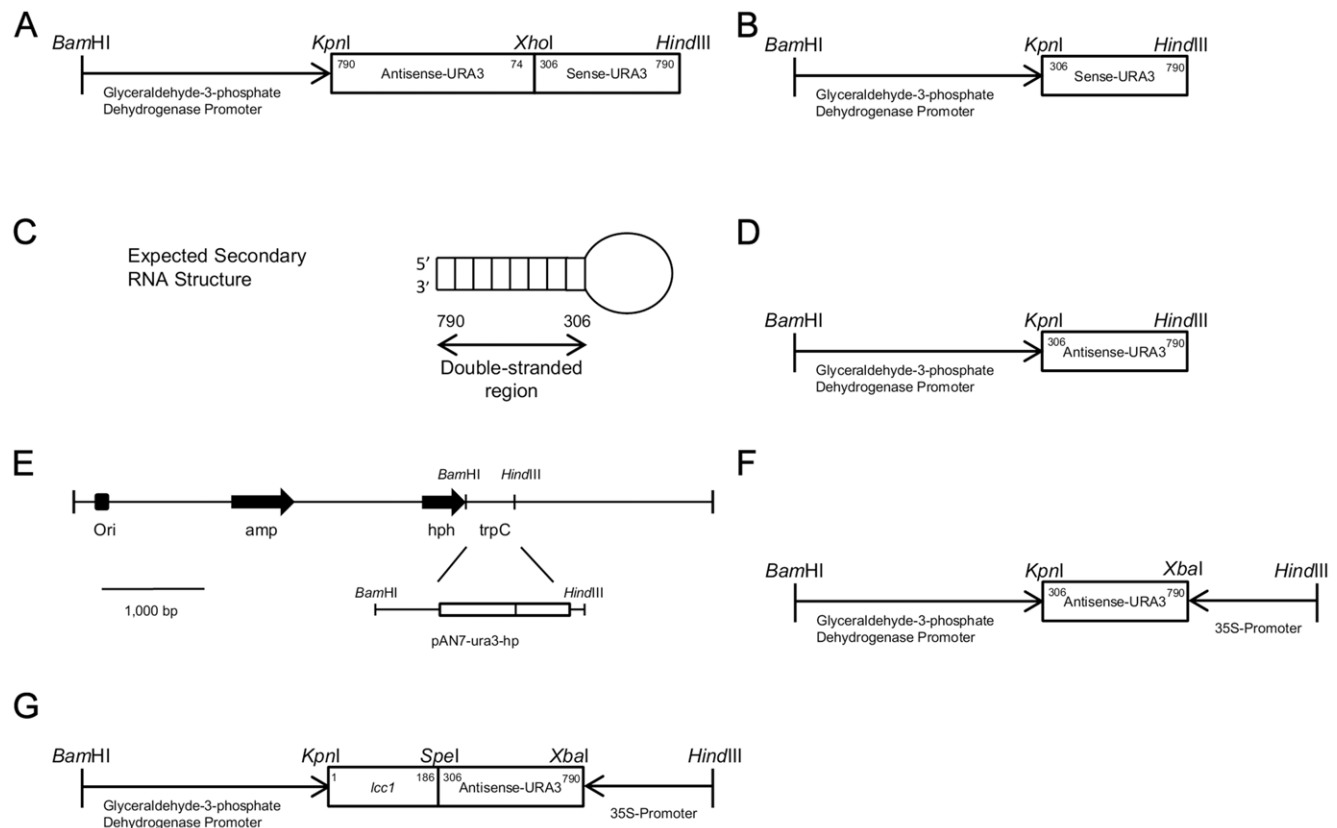 A
BamHI KpnI XhoI HindIII
790 Antisense-URA3 74 306 Sense-URA3 790
Glyceraldehyde-3-phosphate
Dehydrogenase Promoter
B
BamHI KpnI HindIII
306 Sense-URA3 790
Glyceraldehyde-3-phosphate
Dehydrogenase Promoter
C
Expected Secondary
RNA Structure
5'
3'
790 306
Double-stranded
region
D
BamHI KpnI HindIII
306 Antisense-URA3 790
Glyceraldehyde-3-phosphate
Dehydrogenase Promoter
E
BamHI HindIII
Ori amp hph trpC
1,000 bp
BamHI HindIII
pAN7-ura3-hp
F
BamHI KpnI XbaI HindIII
306 Antisense-URA3 790
Glyceraldehyde-3-phosphate
Dehydrogenase Promoter
35S-Promoter
G
BamHI KpnI SpeI XbaI HindIII
1 lcc1 186 306 Antisense-URA3 790
Glyceraldehyde-3-phosphate
Dehydrogenase Promoter
35S-Promoter